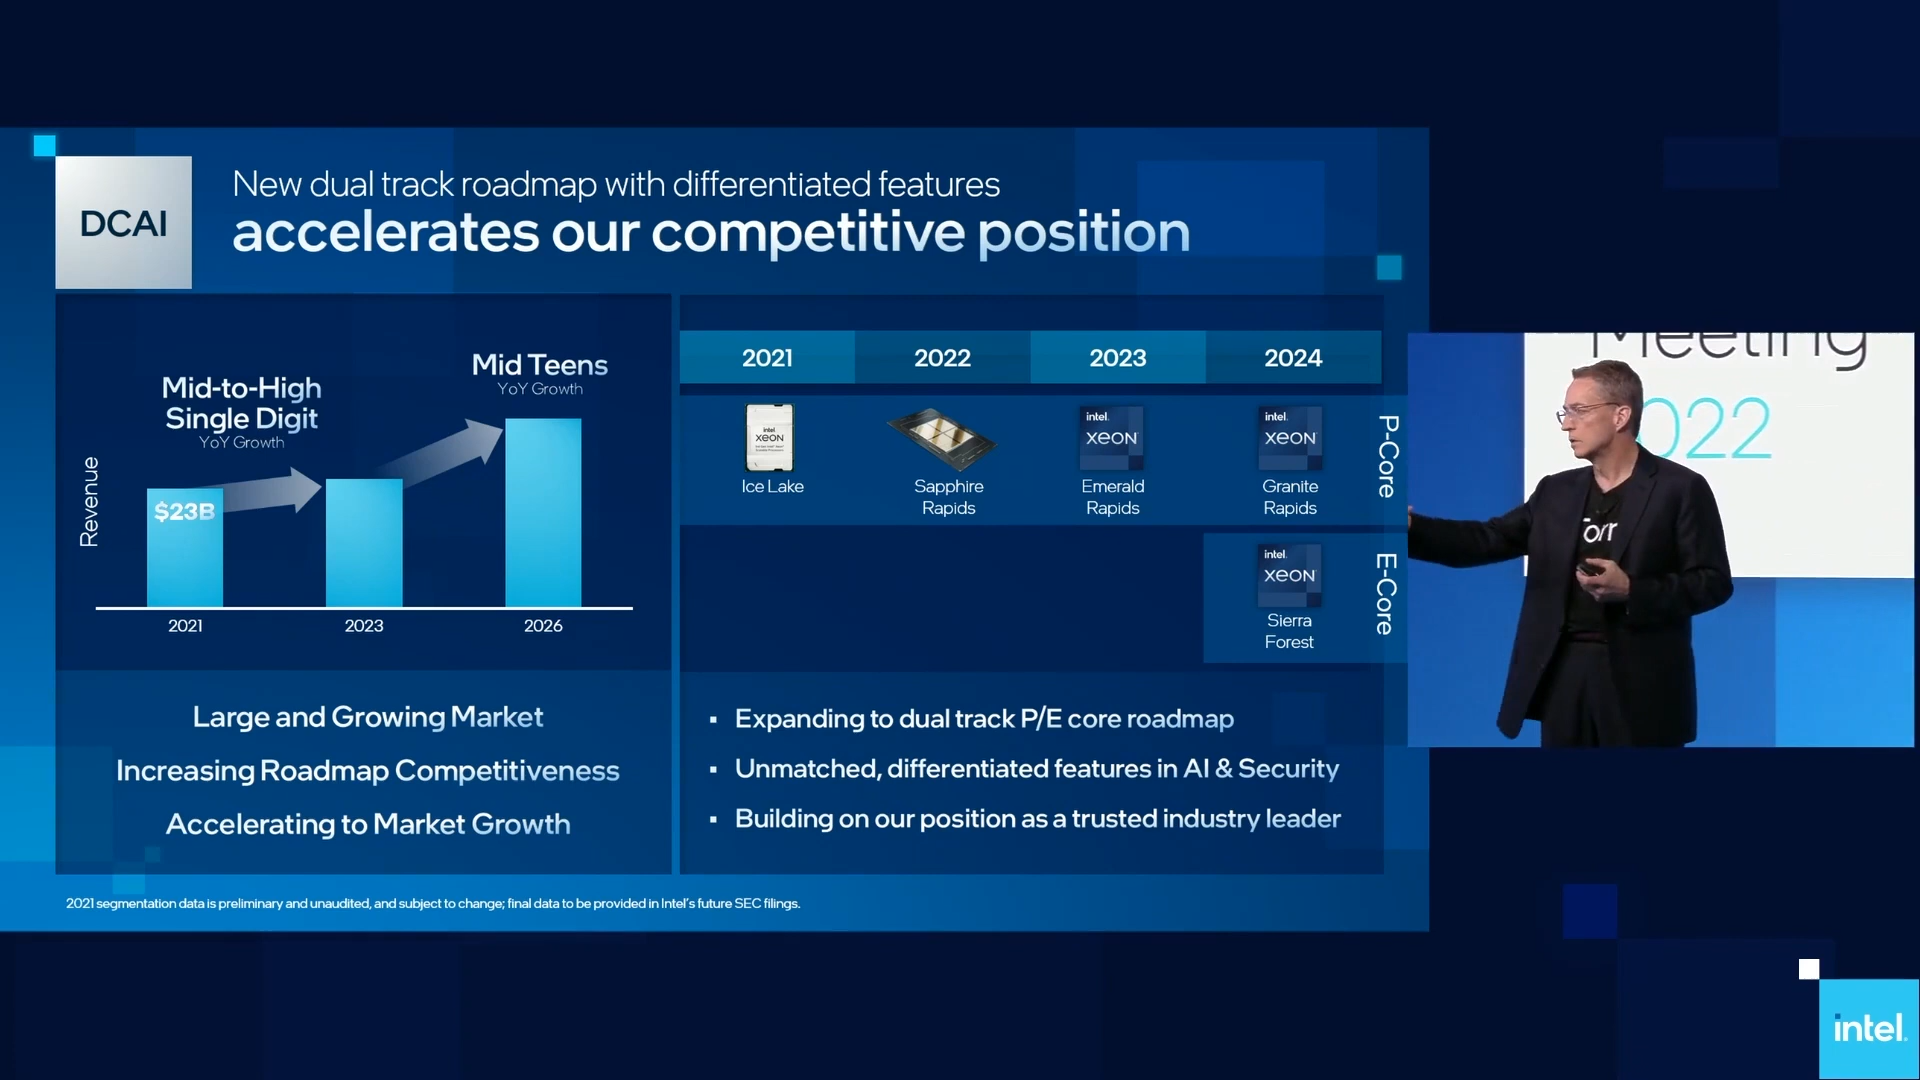 DCAI
New dual track roadmap with differentiated features
accelerates our competitive position
Revenue
Mid-to-High
Single Digit
YoY Growth
Mid Teens
YoY Growth
$23B
2021
2023
2026
Large and Growing Market
Increasing Roadmap Competitiveness
Accelerating to Market Growth
2021
2022
2023
2024
intel
XEON
Ice Lake
Sapphire
Rapids
intel.
XEON
Emerald
Rapids
intel.
XEON
Granite
Rapids
P-Core
intel.
XEON
Sierra
Forest
E-Core
▪ Expanding to dual track P/E core roadmap
▪ Unmatched, differentiated features in AI & Security
▪ Building on our position as a trusted industry leader
2021 segmentation data is preliminary and unaudited, and subject to change; final data to be provided in Intel's future SEC filings.
Meeting
022
Torr
intel.